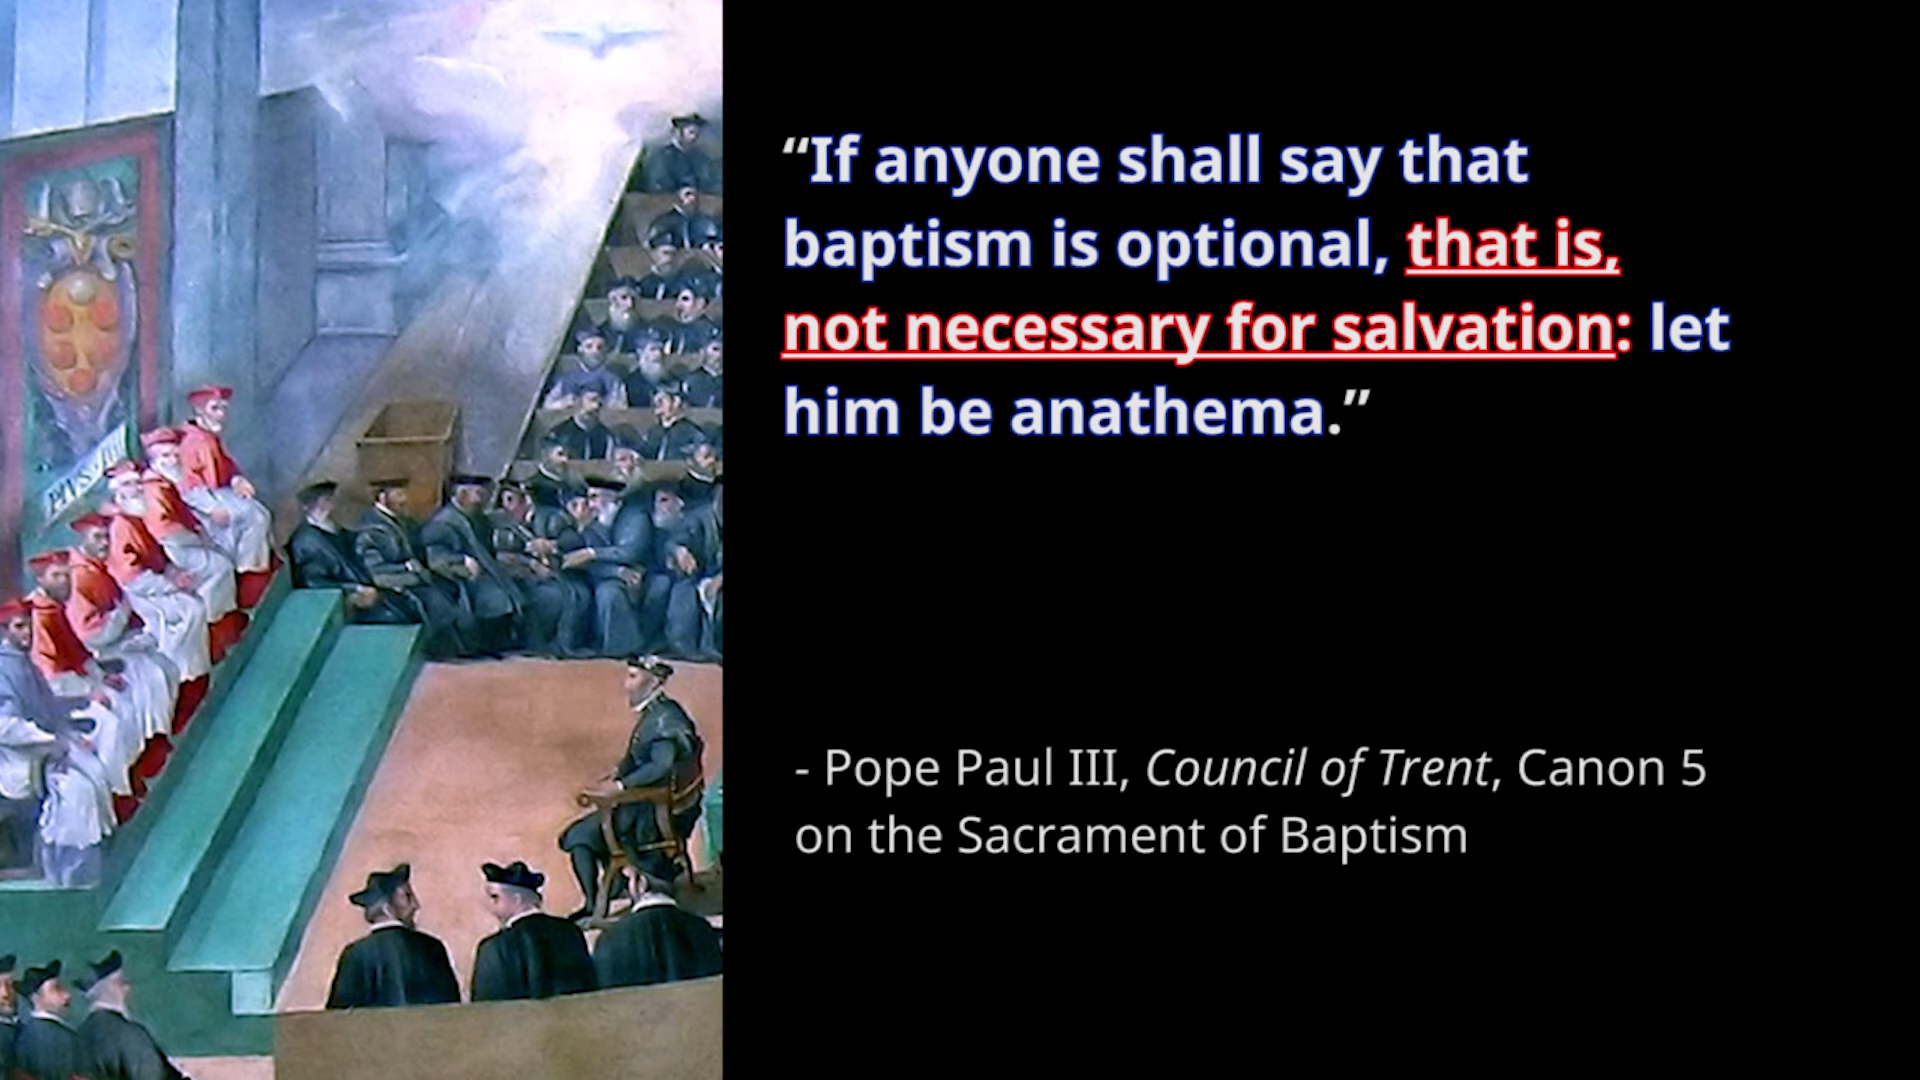 “If anyone shall say that
baptism is optional, that is,
not necessary for salvation: let
him be anathema.”
- Pope Paul III, Council of Trent, Canon 5
on the Sacrament of Baptism